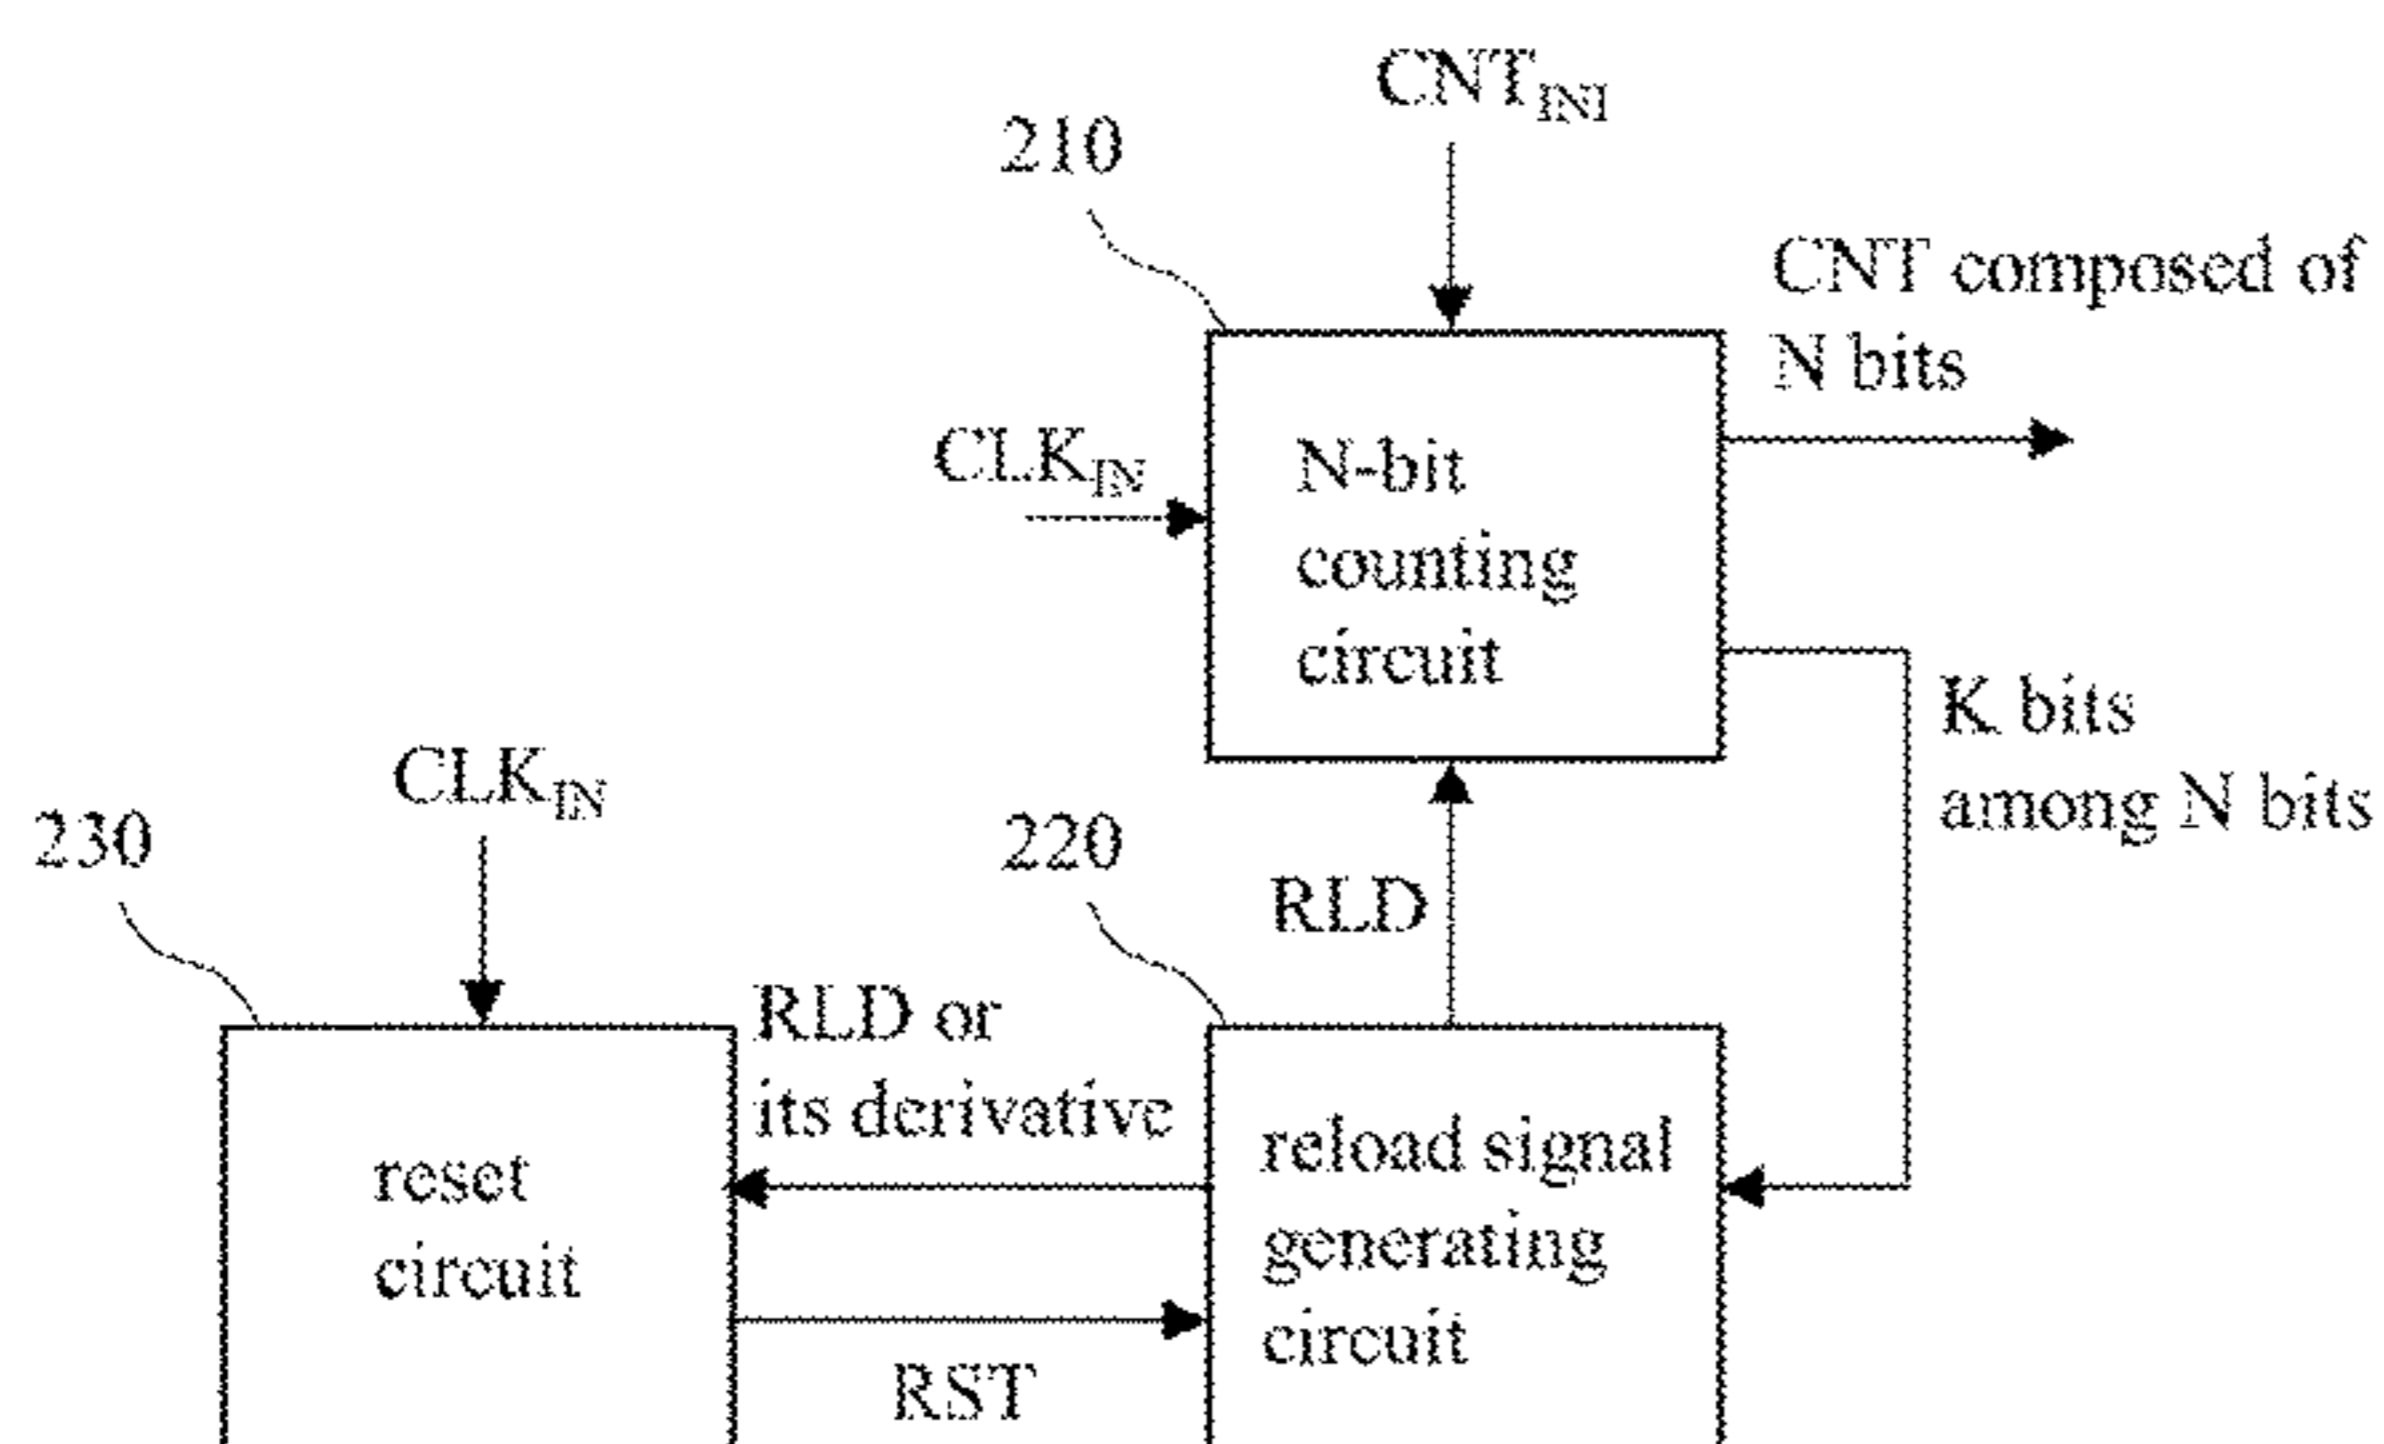 CNT_INI
210
CNT composed of
N bits
CLK_IN
N-bit
counting
circuit
K bits
among N bits
CLK_IN
230
220
RLD
RLD or
its derivative
reset
circuit
reload signal
generating
circuit
RST